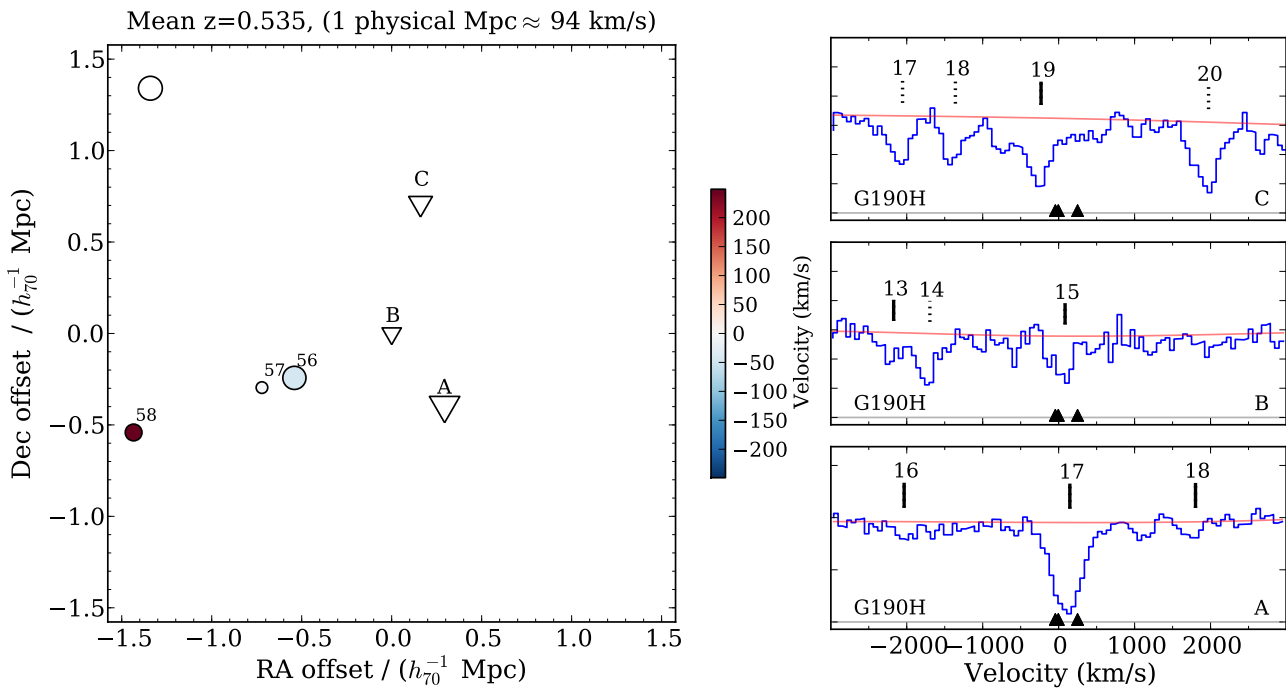 Mean z=0.535, (1 physical Mpc ≈ 94 km/s)
1.5
1.0
0.5
0.0
−0.5
−1.0
−1.5
Dec offset / (h₇₀⁻¹ Mpc)
C
B
A
57
56
58
−1.5
−1.0
−0.5
0.0
0.5
1.0
1.5
RA offset / (h₇₀⁻¹ Mpc)
200
150
100
50
0
−50
−100
−150
−200
Velocity (km/s)
17
18
19
20
G190H
C
13
14
15
G190H
B
16
17
18
G190H
A
−2000
−1000
0
1000
2000
Velocity (km/s)